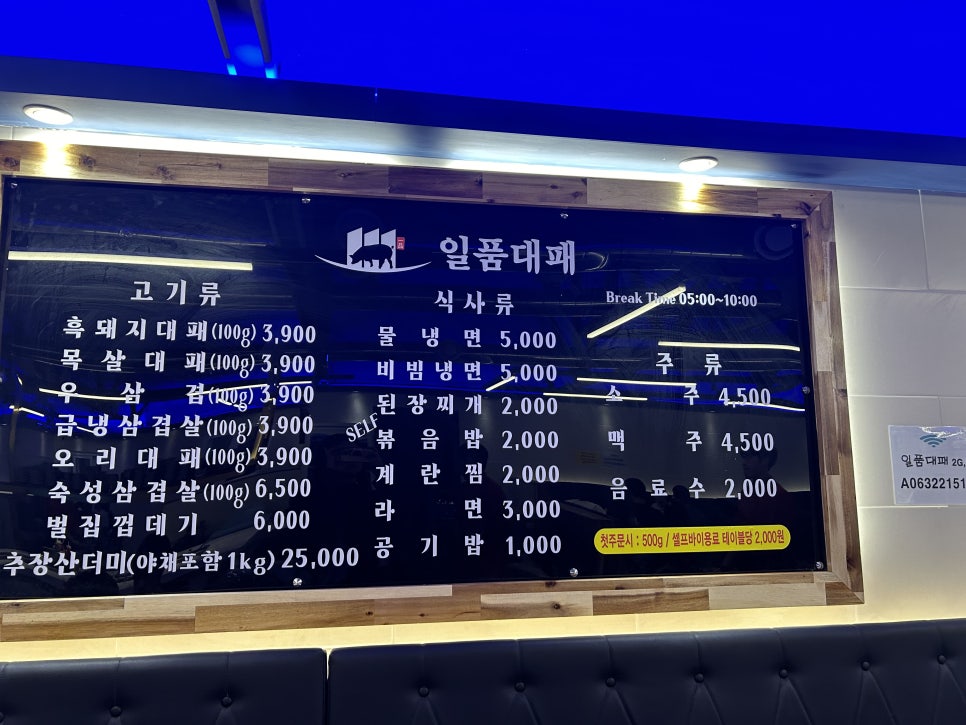 일품대패
고기류
흑돼지대패(100g) 3,900
목살대패(100g) 3,900
우삼겹(100g) 3,900
급냉삼겹살(100g) 3,900
오리대패(100g) 3,900
숙성삼겹살(100g) 6,500
벌집껍데기 6,000
추장산더미(야채포함 1kg) 25,000
식사류
물냉면 5,000
비빔냉면 5,000
된장찌개 2,000
SELF 볶음밥 2,000
계란찜 2,000
라면 3,000
공기밥 1,000
Break Time 05:00~10:00
주류
소주 4,500
맥주 4,500
음료수 2,000
첫주문시 : 500g / 셀프바이용료 테이블당 2,000원
일품대패 2G,
A06322151